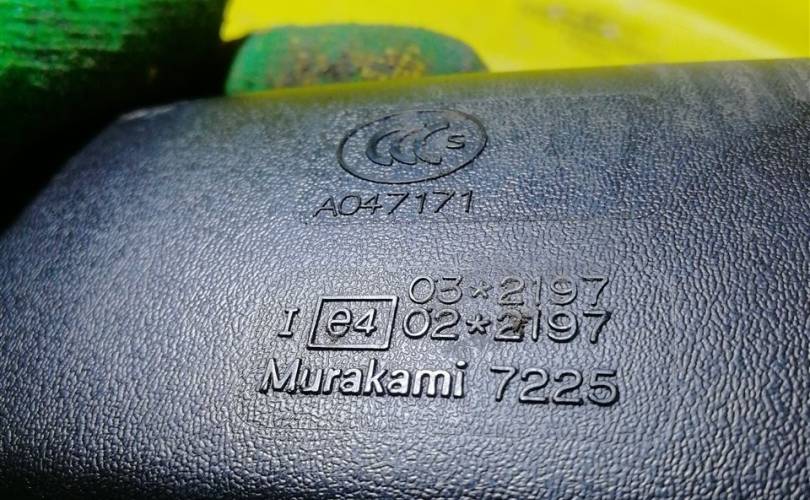 CCC S
A047171
03*2197
I e4 02*2197
Murakami 7225